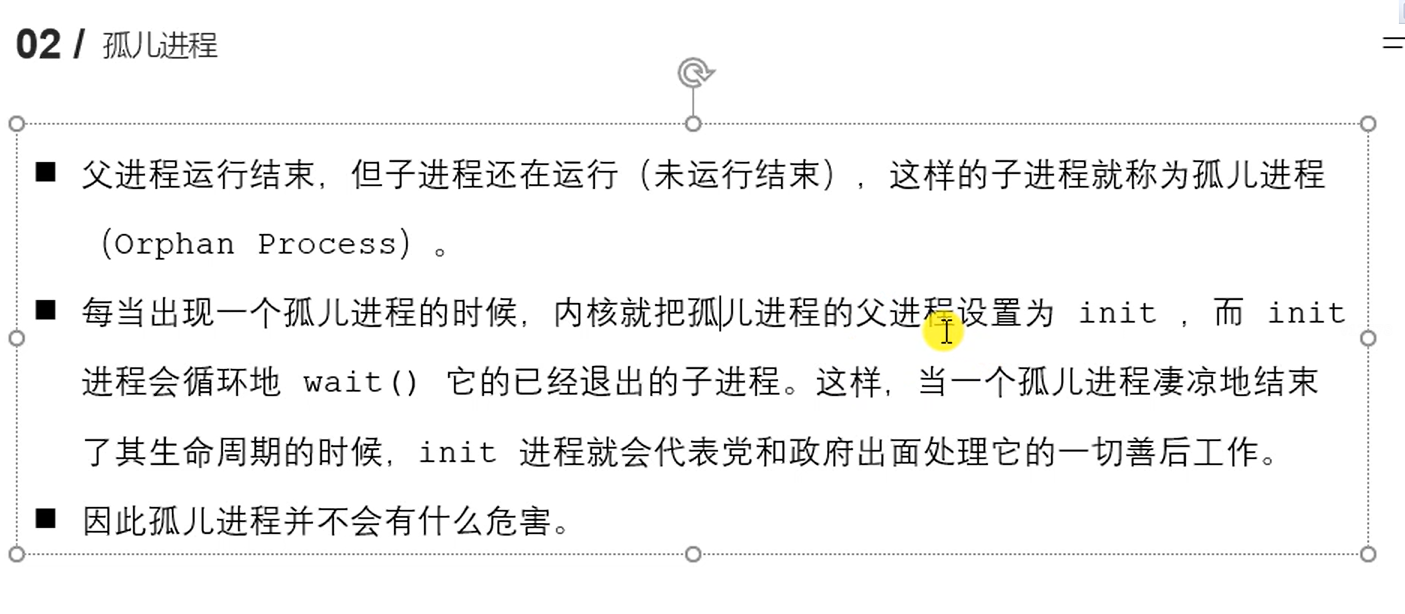 02 / 孤儿进程
■ 父进程运行结束，但子进程还在运行（未运行结束），这样的子进程就称为孤儿进程
（Orphan Process）。
■ 每当出现一个孤儿进程的时候，内核就把孤儿进程的父进程设置为 init ，而 init
进程会循环地 wait() 它的已经退出的子进程。这样，当一个孤儿进程凄凉地结束
了其生命周期的时候，init 进程就会代表党和政府出面处理它的一切善后工作。
■ 因此孤儿进程并不会有什么危害。